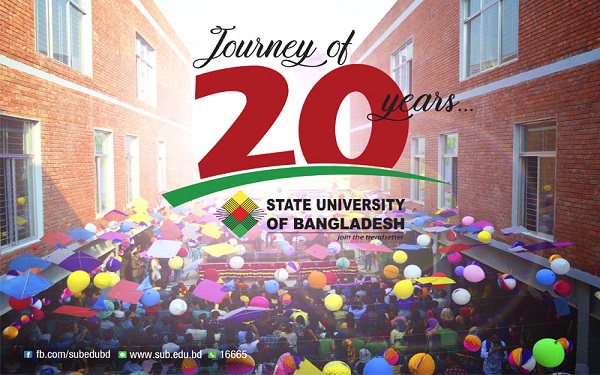 Journey of
20
years...
STATE UNIVERSITY
OF BANGLADESH
join the trendsetter
fb.com/subedubd www.sub.edu.bd 16665